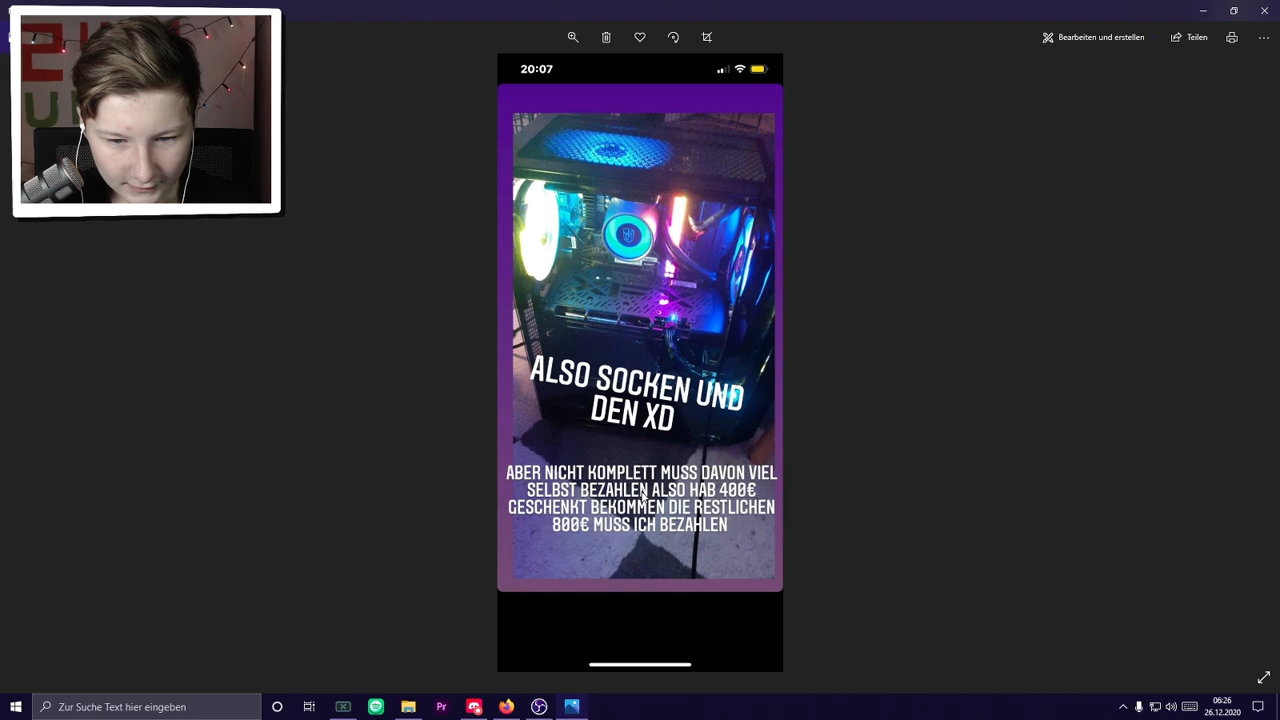 Bearbeiten und erstellen
Teilen
20:07
ALSO SOCKEN UND
DEN XD
ABER NICHT KOMPLETT MUSS DAVON VIEL
SELBST BEZAHLEN ALSO HAB 400€
GESCHENKT BEKOMMEN DIE RESTLICHEN
800€ MUSS ICH BEZAHLEN
Zur Suche Text hier eingeben
Pr
06:26
26.12.2020